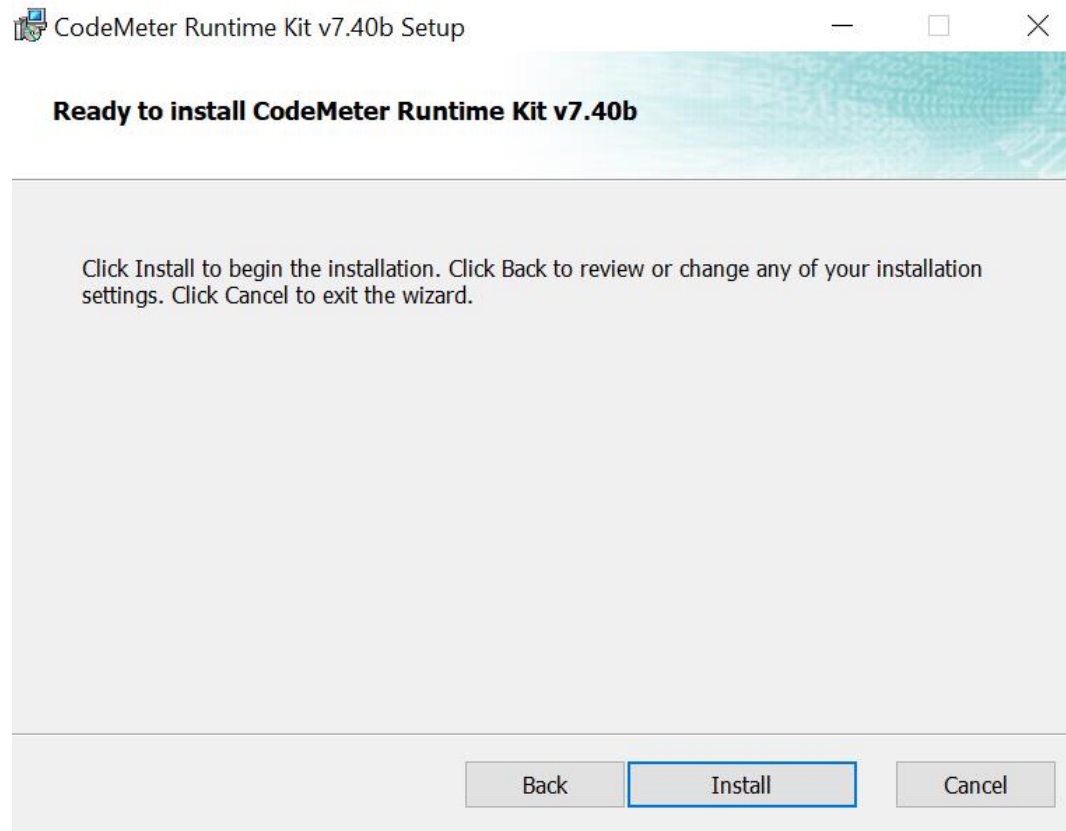 CodeMeter Runtime Kit v7.40b Setup
Ready to install CodeMeter Runtime Kit v7.40b
Click Install to begin the installation. Click Back to review or change any of your installation
settings. Click Cancel to exit the wizard.
Back Install Cancel